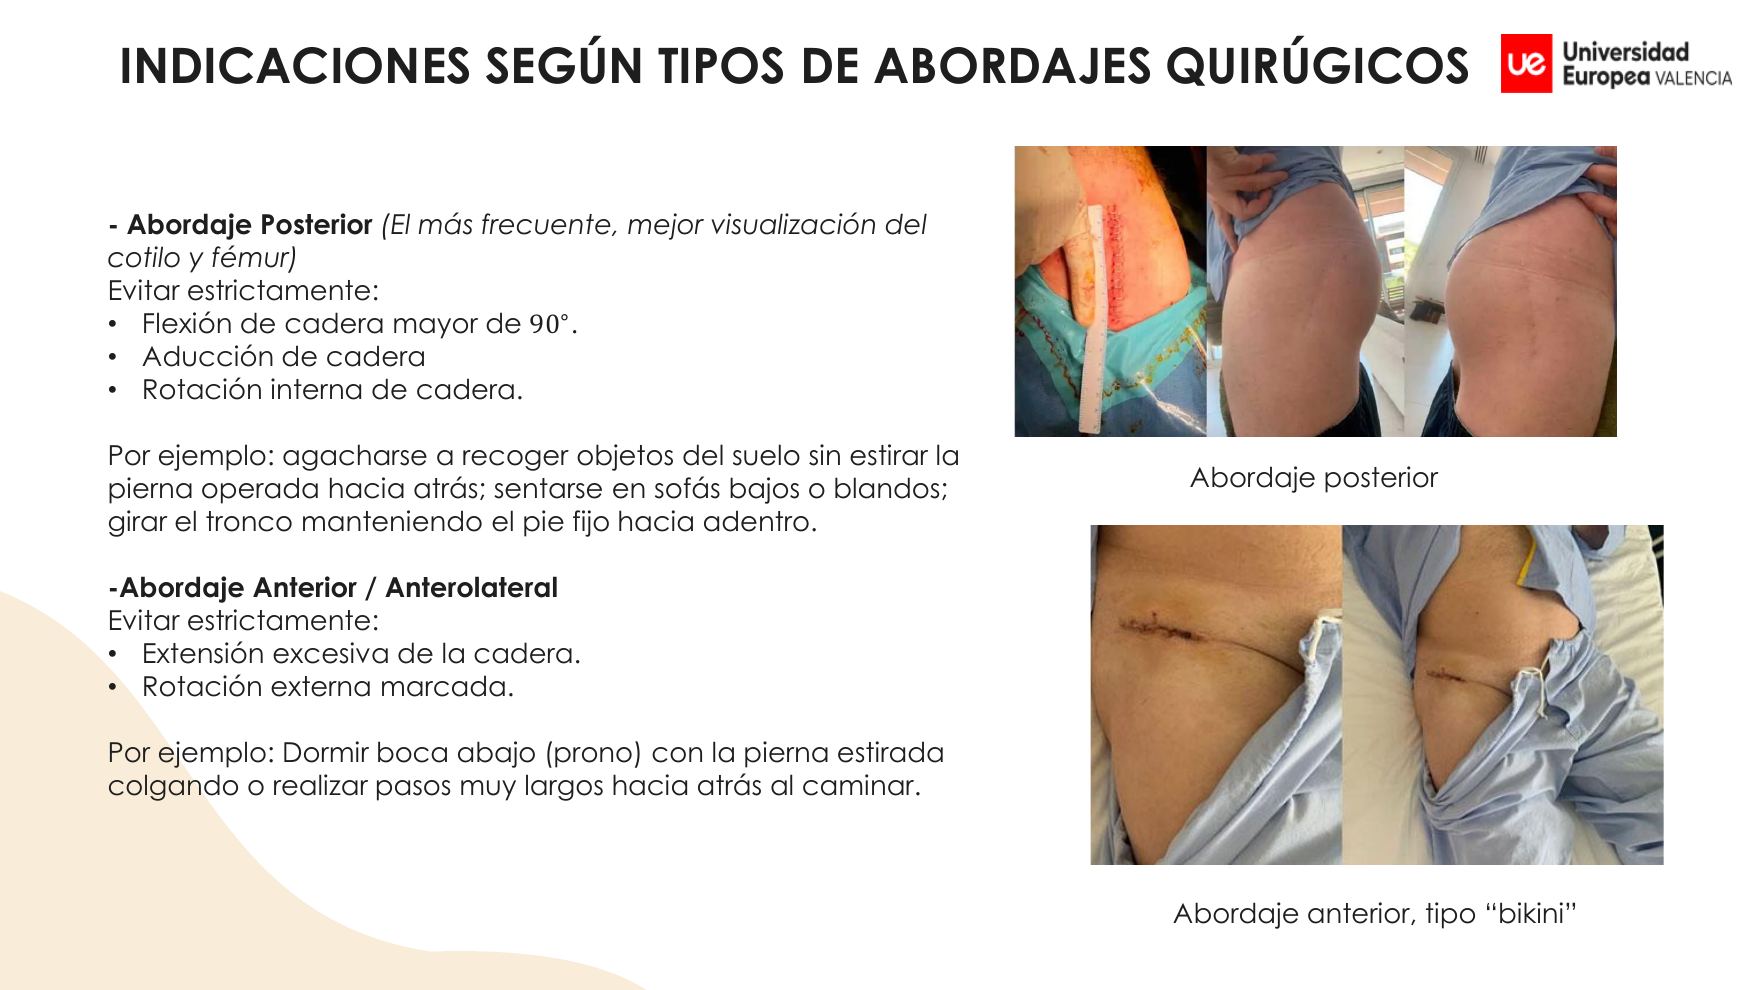 INDICACIONES SEGÚN TIPOS DE ABORDAJES QUIRÚGICOS
ue Universidad
Europea VALENCIA
- Abordaje Posterior (El más frecuente, mejor visualización del
cotilo y fémur)
Evitar estrictamente:
• Flexión de cadera mayor de 90°.
• Aducción de cadera
• Rotación interna de cadera.
Por ejemplo: agacharse a recoger objetos del suelo sin estirar la
pierna operada hacia atrás; sentarse en sofás bajos o blandos;
girar el tronco manteniendo el pie fijo hacia adentro.
-Abordaje Anterior / Anterolateral
Evitar estrictamente:
• Extensión excesiva de la cadera.
• Rotación externa marcada.
Por ejemplo: Dormir boca abajo (prono) con la pierna estirada
colgando o realizar pasos muy largos hacia atrás al caminar.
Abordaje posterior
Abordaje anterior, tipo “bikini”